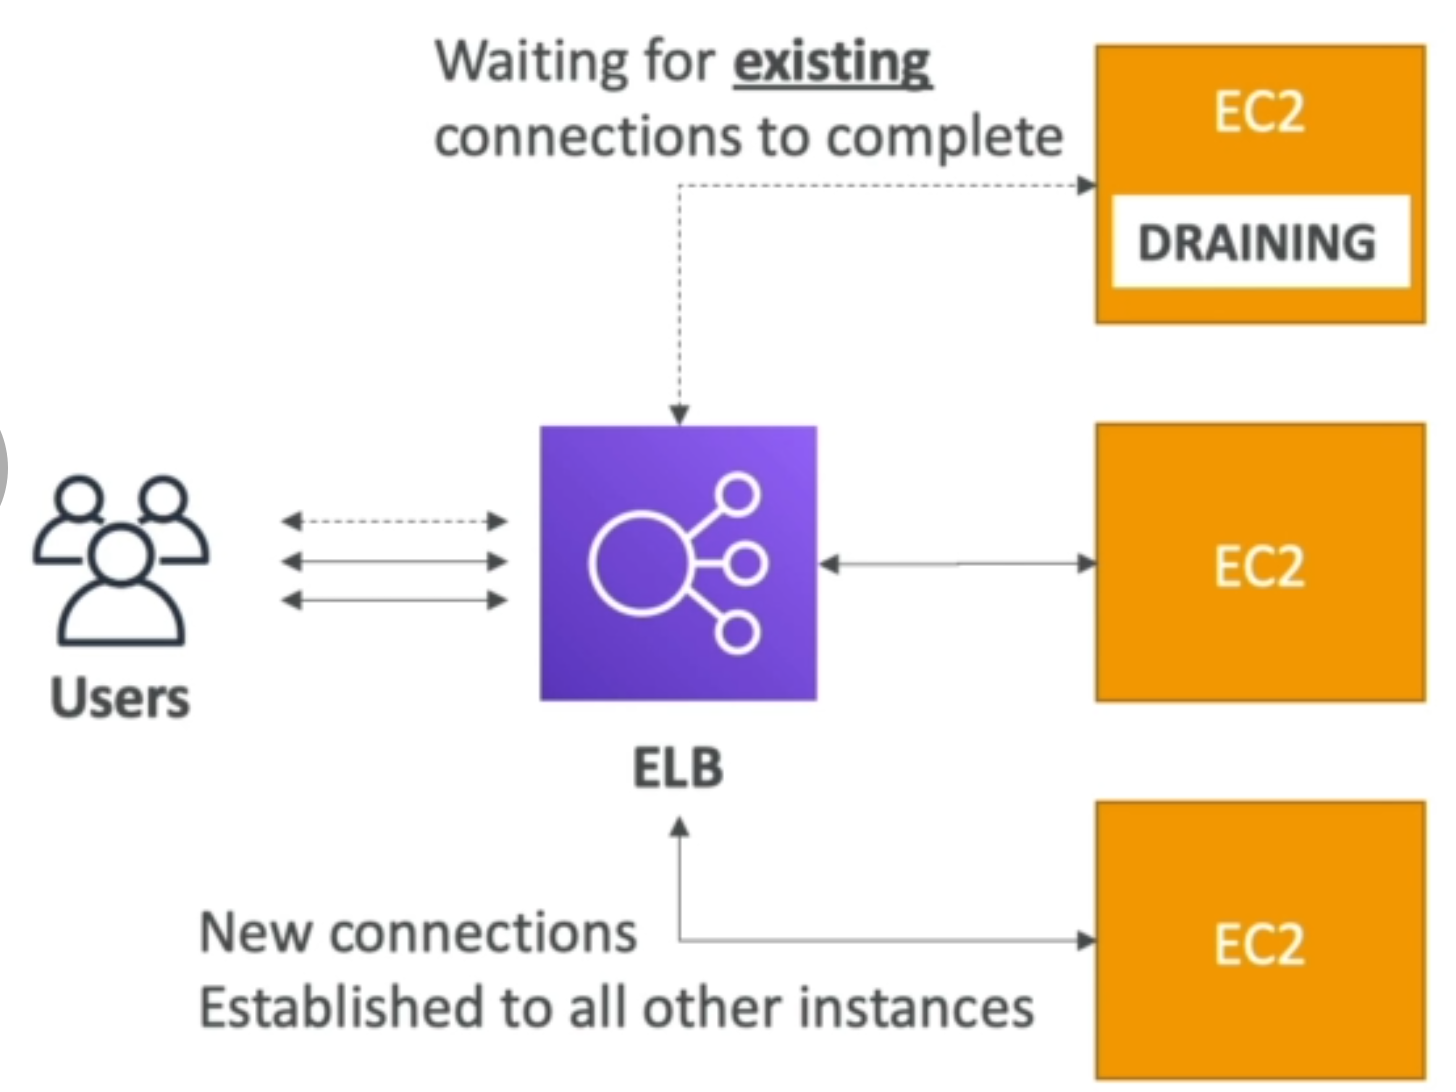 Waiting for existing
connections to complete
EC2
DRAINING
EC2
Users
ELB
New connections
Established to all other instances
EC2